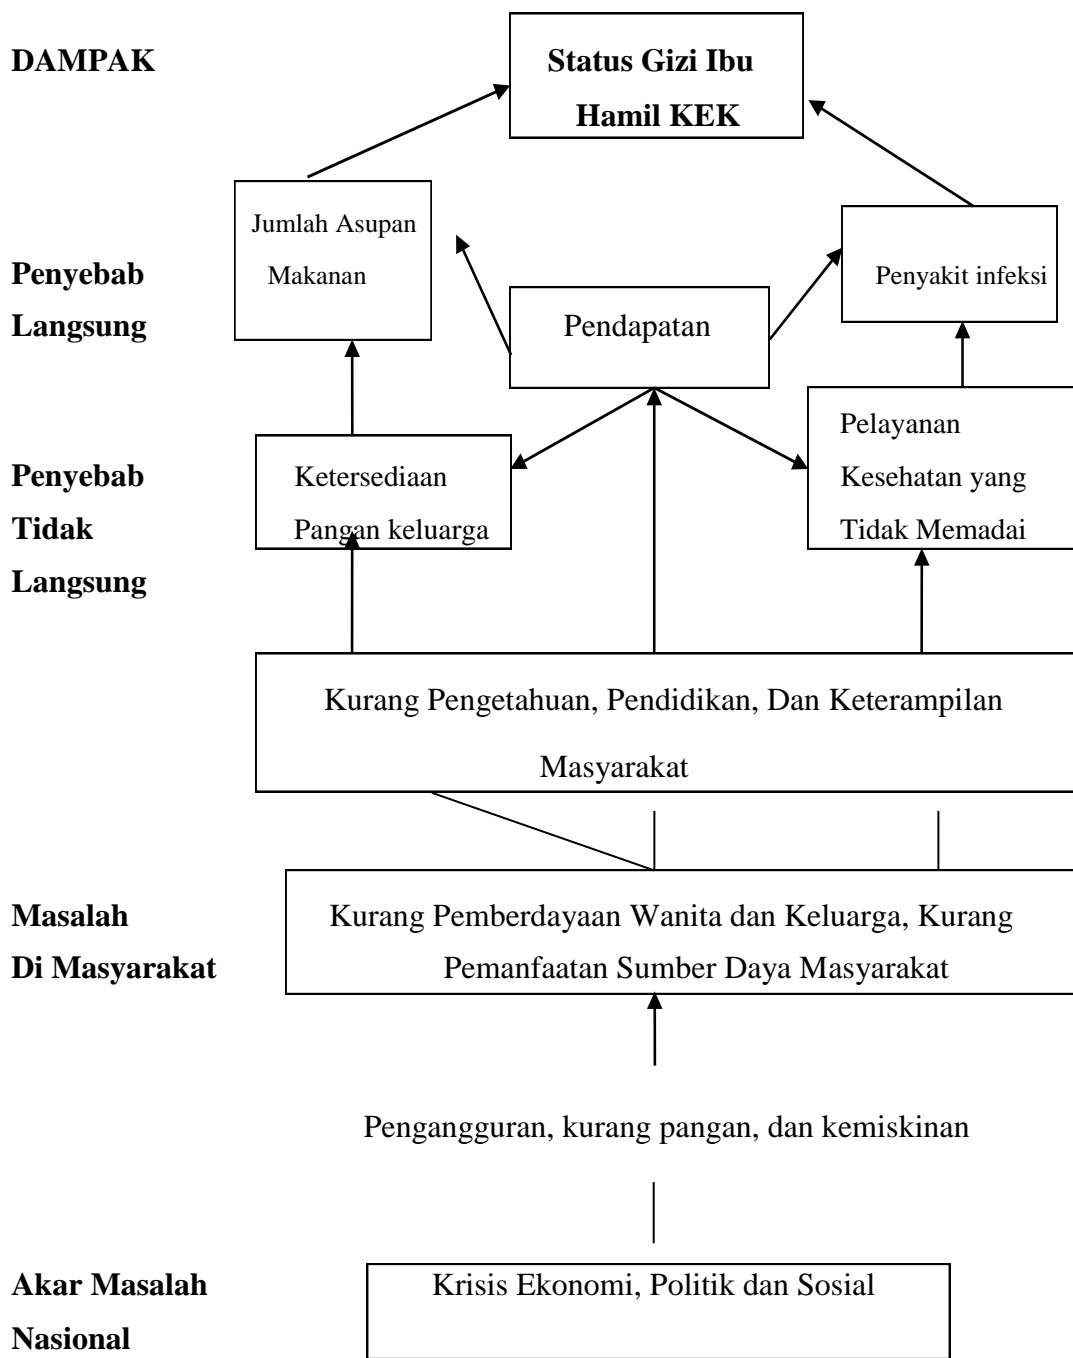 DAMPAK
Status Gizi Ibu
Hamil KEK
Jumlah Asupan
Makanan
Penyebab
Langsung
Penyakit infeksi
Pendapatan
Penyebab
Tidak
Langsung
Ketersediaan
Pangan keluarga
Pelayanan
Kesehatan yang
Tidak Memadai
Kurang Pengetahuan, Pendidikan, Dan Keterampilan
Masyarakat
Masalah
Di Masyarakat
Kurang Pemberdayaan Wanita dan Keluarga, Kurang
Pemanfaatan Sumber Daya Masyarakat
Pengangguran, kurang pangan, dan kemiskinan
Akar Masalah
Nasional
Krisis Ekonomi, Politik dan Sosial